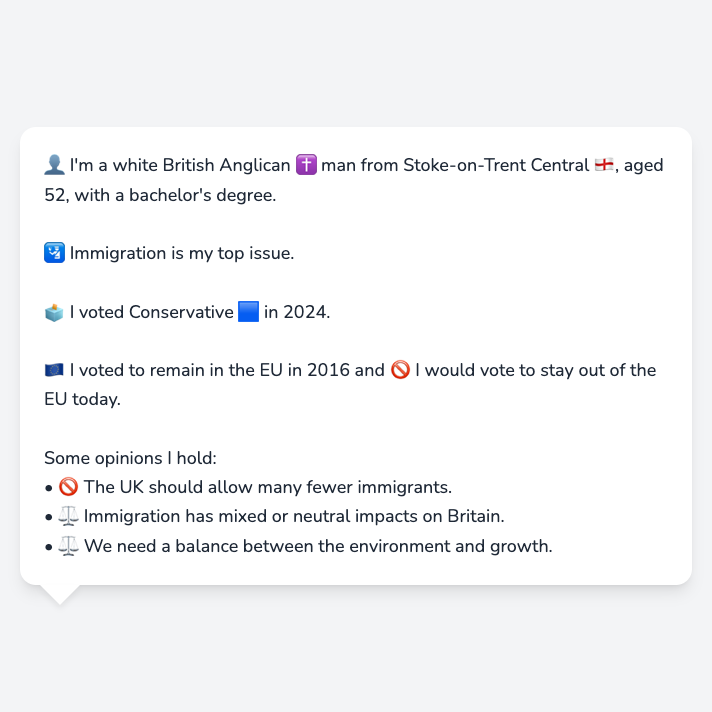 👤 I'm a white British Anglican ✝️ man from Stoke-on-Trent Central 🏴󠁧󠁢󠁥󠁮󠁧󠁿, aged
52, with a bachelor's degree.
🛂 Immigration is my top issue.
🗳️ I voted Conservative 🟦 in 2024.
🇪🇺 I voted to remain in the EU in 2016 and 🚫 I would vote to stay out of the
EU today.
Some opinions I hold:
• 🚫 The UK should allow many fewer immigrants.
• ⚖️ Immigration has mixed or neutral impacts on Britain.
• ⚖️ We need a balance between the environment and growth.